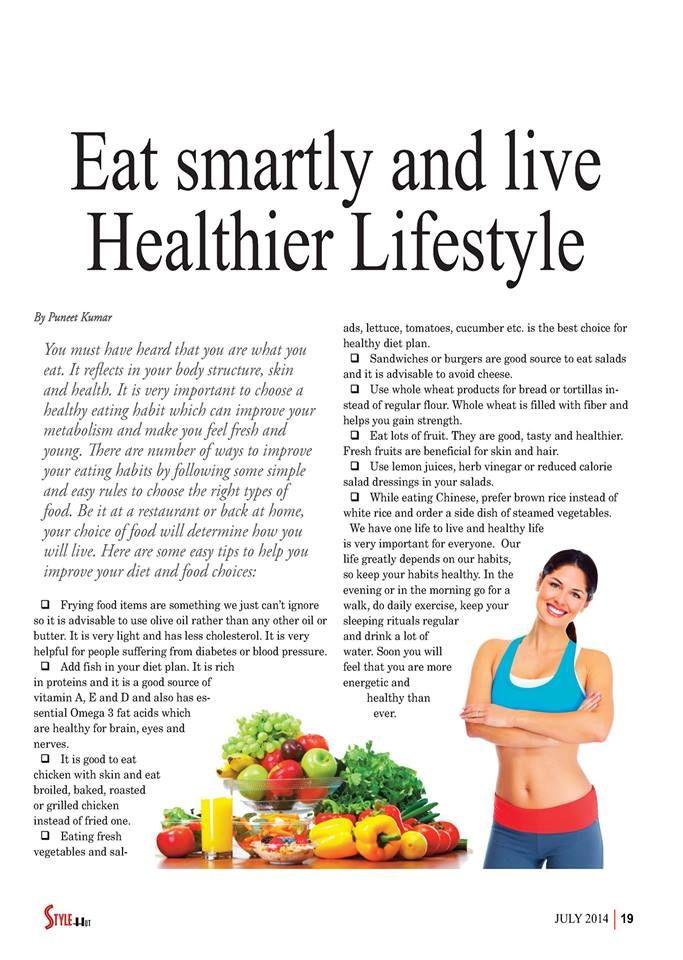 Eat smartly and live
Healthier Lifestyle
By Puneet Kumar
You must have heard that you are what you
eat. It reflects in your body structure, skin
and health. It is very important to choose a
healthy eating habit which can improve your
metabolism and make you feel fresh and
young. There are number of ways to improve
your eating habits by following some simple
and easy rules to choose the right types of
food. Be it at a restaurant or back at home,
your choice of food will determine how you
will live. Here are some easy tips to help you
improve your diet and food choices:
❑ Frying food items are something we just can't ignore
so it is advisable to use olive oil rather than any other oil or
butter. It is very light and has less cholesterol. It is very
helpful for people suffering from diabetes or blood pressure.
❑ Add fish in your diet plan. It is rich
in proteins and it is a good source of
vitamin A, E and D and also has es-
sential Omega 3 fat acids which
are healthy for brain, eyes and
nerves.
❑ It is good to eat
chicken with skin and eat
broiled, baked, roasted
or grilled chicken
instead of fried one.
❑ Eating fresh
vegetables and sal-
ads, lettuce, tomatoes, cucumber etc. is the best choice for
healthy diet plan.
❑ Sandwiches or burgers are good source to eat salads
and it is advisable to avoid cheese.
❑ Use whole wheat products for bread or tortillas in-
stead of regular flour. Whole wheat is filled with fiber and
helps you gain strength.
❑ Eat lots of fruit. They are good, tasty and healthier.
Fresh fruits are beneficial for skin and hair.
❑ Use lemon juices, herb vinegar or reduced calorie
salad dressings in your salads.
❑ While eating Chinese, prefer brown rice instead of
white rice and order a side dish of steamed vegetables.
We have one life to live and healthy life
is very important for everyone. Our
life greatly depends on our habits,
so keep your habits healthy. In the
evening or in the morning go for a
walk, do daily exercise, keep your
sleeping rituals regular
and drink a lot of
water. Soon you will
feel that you are more
energetic and
healthy than
ever.
STYLE HUT
JULY 2014 | 19